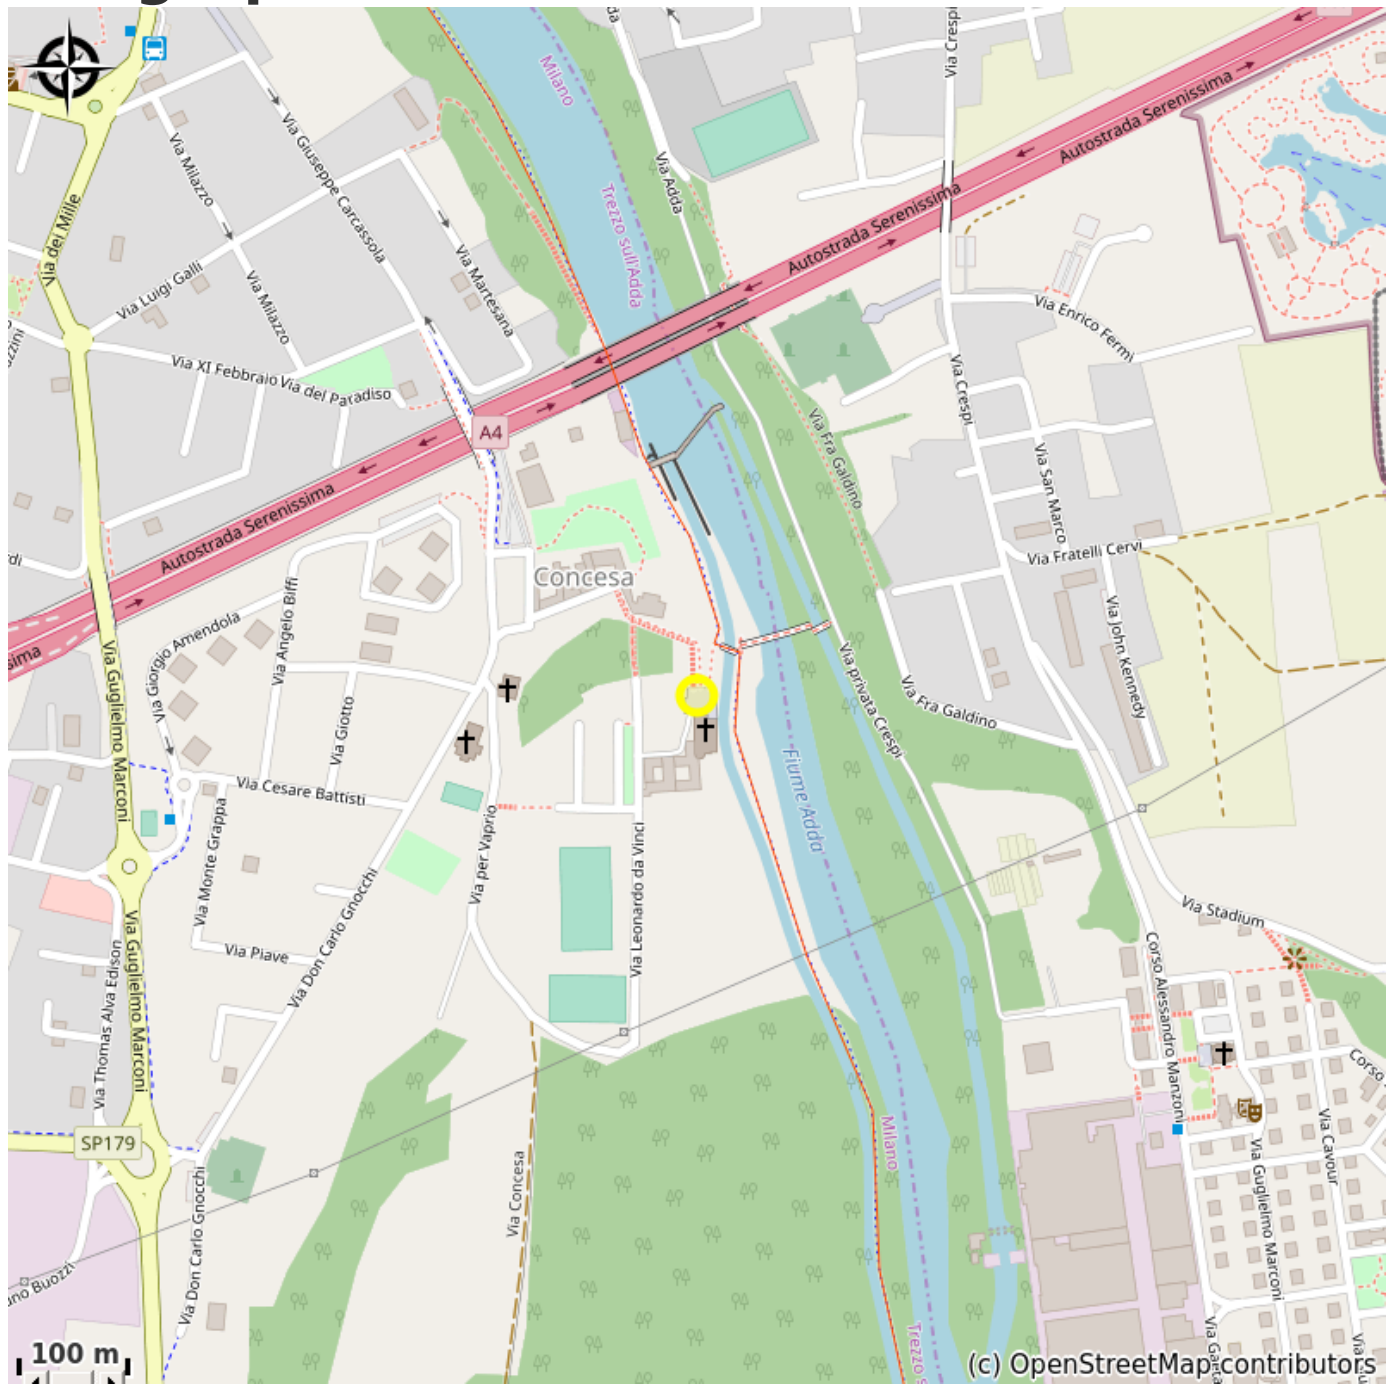 Milano
Via Crespi
Via Giuseppe Carcassola
Via Milazzo
Via Adda
Autostrada Serenissima
Autostrada Serenissima
Trezzo sull'Adda
Via dei Mille
Via Luigi Galli
Via Milazzo
Via Martesana
Via Enrico Fermi
Via XI Febbraio
Via del Paradiso
Via Crespi
A4
Via Fra Galdino
Via San Marco
Autostrada Serenissima
Via Fratelli Cervi
Concesa
Via Angelo Biffi
Via Giorgio Amendola
Via John Kennedy
Via Guglielmo Marconi
Via privata Crespi
Via Fra Galdino
Via Giotto
Fiume Adda
Via Cesare Battisti
Via Monte Grappa
Via per Vaprio
Via Leonardo da Vinci
Via Don Carlo Gnocchi
Via Stadium
Via Piave
Via Guglielmo Marconi
Via Thomas Alva Edison
Corso Alessandro Manzoni
Corso
SP179
Milano
Via Cavour
Via Concesa
Via Guglielmo Marconi
Via Don Carlo Gnocchi
Buozzi
Trezzo s
100 m
(c) OpenStreetMap contributors